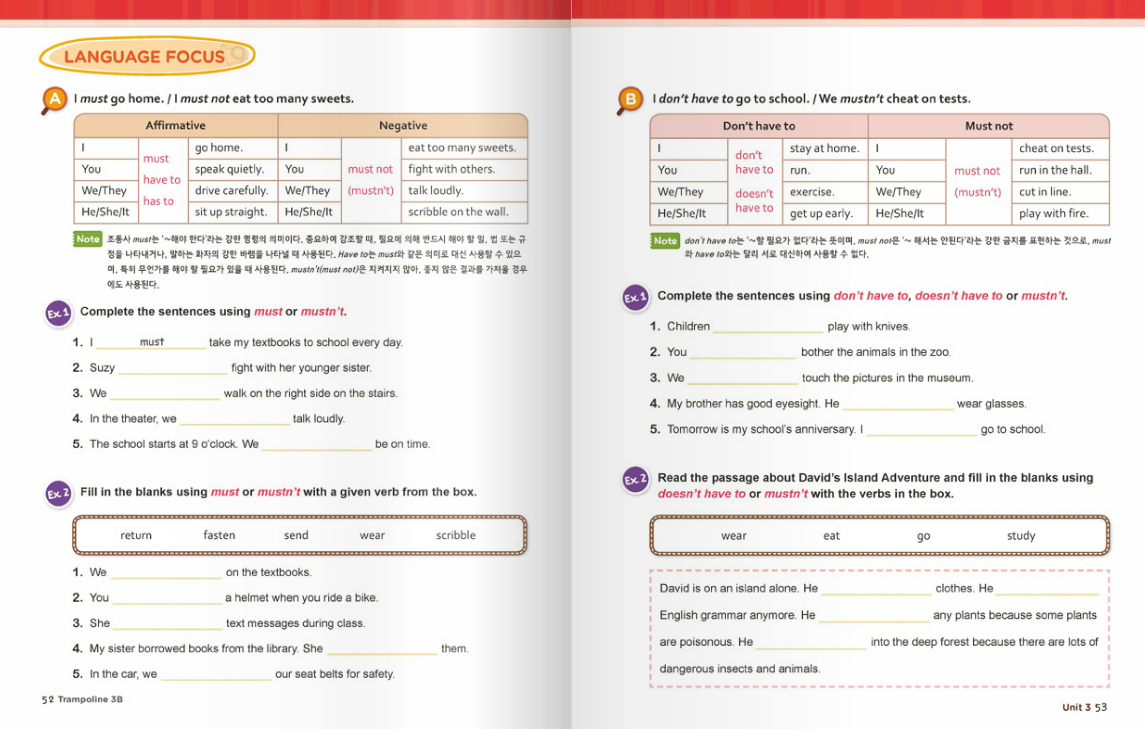 LANGUAGE FOCUS
A I must go home. / I must not eat too many sweets.
Affirmative Negative
I must have to has to go home. I must not (mustn't) eat too many sweets.
You speak quietly. You fight with others.
We/They drive carefully. We/They talk loudly.
He/She/It sit up straight. He/She/It scribble on the wall.
Note 조동사 must는 '~해야 한다'라는 강한 명령의 의미이다. 중요하여 강조할 때, 필요에 의해 반드시 해야 할 일, 법 또는 규
정을 나타내거나, 말하는 화자의 강한 바램을 나타낼 때 사용된다. Have to는 must와 같은 의미로 대신 사용할 수 있으
며, 특히 무언가를 해야 할 필요가 있을 때 사용된다. mustn't(must not)은 지켜지지 않아, 좋지 않은 결과를 가져올 경우
에도 사용된다.
Ex.1 Complete the sentences using must or mustn't.
1. I must take my textbooks to school every day.
2. Suzy fight with her younger sister.
3. We walk on the right side on the stairs.
4. In the theater, we talk loudly.
5. The school starts at 9 o'clock. We be on time.
Ex.2 Fill in the blanks using must or mustn't with a given verb from the box.
return fasten send wear scribble
1. We on the textbooks.
2. You a helmet when you ride a bike.
3. She text messages during class.
4. My sister borrowed books from the library. She them.
5. In the car, we our seat belts for safety.
52 Trampoline 3B
B I don't have to go to school. / We mustn't cheat on tests.
Don't have to Must not
I don't have to doesn't have to stay at home. I must not (mustn't) cheat on tests.
You run. You run in the hall.
We/They exercise. We/They cut in line.
He/She/It get up early. He/She/It play with fire.
Note don't have to는 '~할 필요가 없다'라는 뜻이며, must not은 '~ 해서는 안된다'라는 강한 금지를 표현하는 것으로, must
와 have to와는 달리 서로 대신하여 사용할 수 없다.
Ex.1 Complete the sentences using don't have to, doesn't have to or mustn't.
1. Children play with knives.
2. You bother the animals in the zoo.
3. We touch the pictures in the museum.
4. My brother has good eyesight. He wear glasses.
5. Tomorrow is my school's anniversary. I go to school.
Ex.2 Read the passage about David's Island Adventure and fill in the blanks using
doesn't have to or mustn't with the verbs in the box.
wear eat go study
David is on an island alone. He clothes. He
English grammar anymore. He any plants because some plants
are poisonous. He into the deep forest because there are lots of
dangerous insects and animals.
Unit 3 53